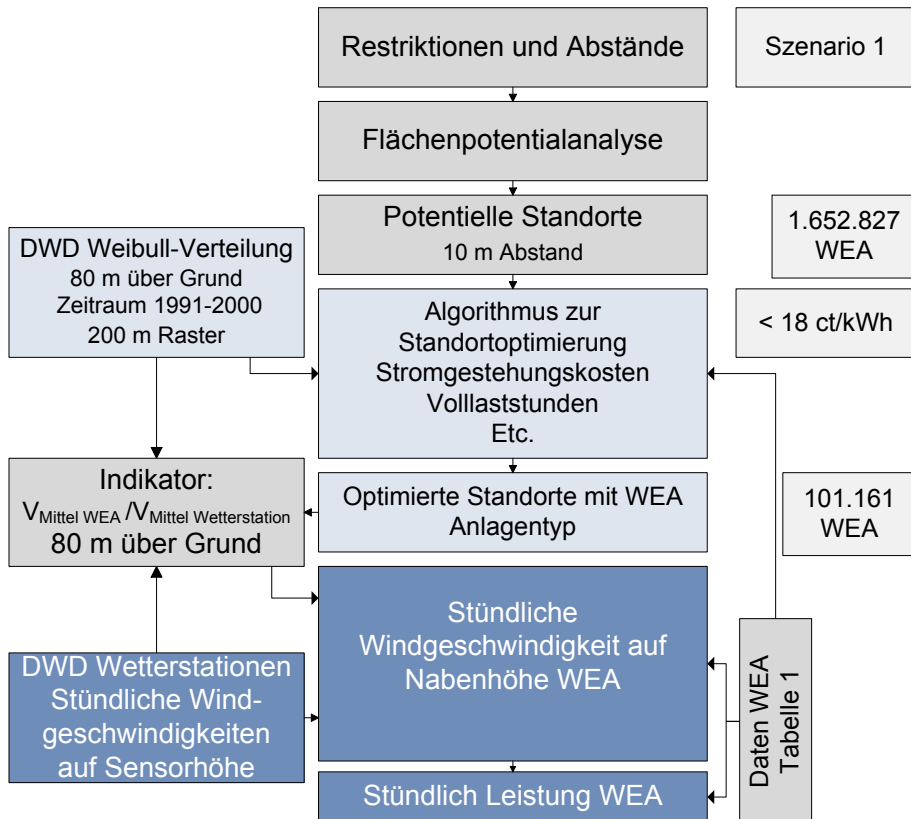 Restriktionen und Abstände
Szenario 1
Flächenpotentialanalyse
Potentielle Standorte
10 m Abstand
1.652.827
WEA
DWD Weibull-Verteilung
80 m über Grund
Zeitraum 1991-2000
200 m Raster
Algorithmus zur
Standortoptimierung
Stromgestehungskosten
Volllaststunden
Etc.
< 18 ct/kWh
Indikator:
VMittel WEA /VMittel Wetterstation
80 m über Grund
Optimierte Standorte mit WEA
Anlagentyp
101.161
WEA
Stündliche
Windgeschwindigkeit auf
Nabenhöhe WEA
DWD Wetterstationen
Stündliche Wind-
geschwindigkeiten
auf Sensorhöhe
Daten WEA
Tabelle 1
Stündlich Leistung WEA